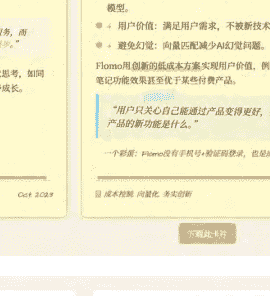 务，而
模型。
+ 用户价值：满足用户需求，不被新技术
+ 避免幻觉：向量匹配减少AI幻觉问题。
思考，如同
成长。
Flomo用创新的低成本方案实现用户价值，例
笔记功能效果甚至优于某些付费产品。
“用户只关心自己能通过产品变得更好，
产品的新功能是什么。”
一个彩蛋：Flomo没有手机号+验证码登录，也是
Oct 2023
成本控制, 向量化, 务实创新
下载此卡片